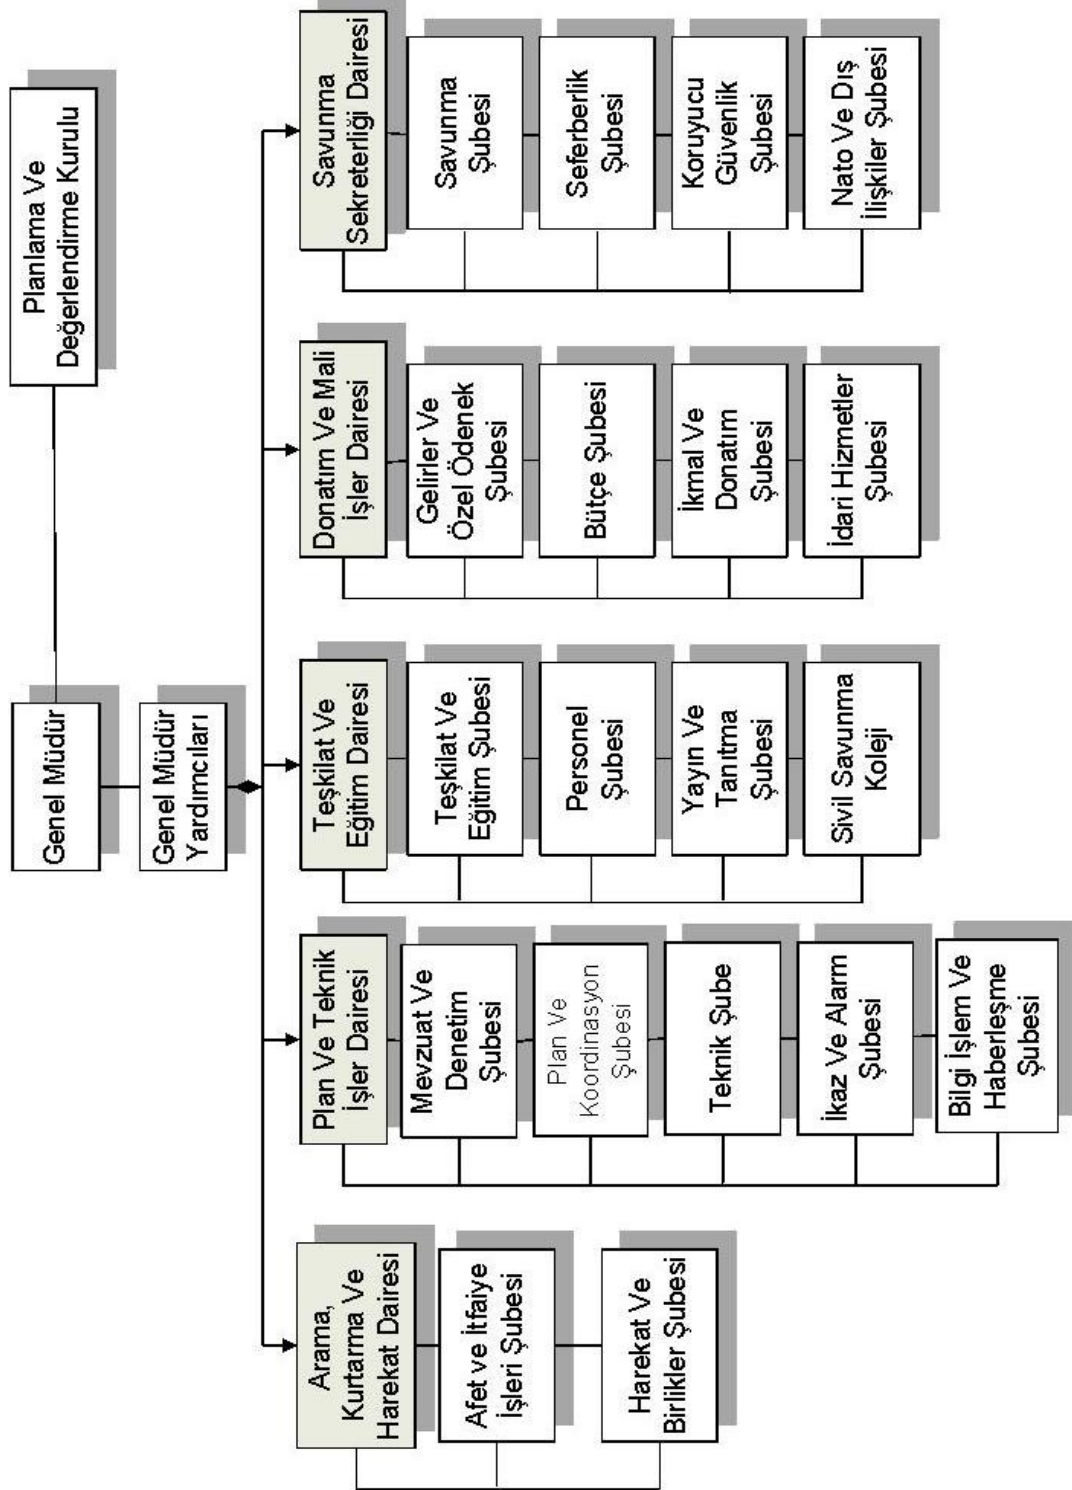 Planlama Ve
Değerlendirme Kurulu
Genel Müdür
Genel Müdür
Yardımcıları
Arama,
Kurtarma Ve
Harekat Dairesi
Afet ve İtfaiye
İşleri Şubesi
Harekat Ve
Birlikler Şubesi
Plan Ve Teknik
İşler Dairesi
Mevzuat Ve
Denetim
Şubesi
Plan Ve
Koordinasyon
Şubesi
Teknik Şube
İkaz Ve Alarm
Şubesi
Bilgi İşlem Ve
Haberleşme
Şubesi
Teşkilat Ve
Eğitim Dairesi
Teşkilat Ve
Eğitim Şubesi
Personel
Şubesi
Yayın Ve
Tanıtma
Şubesi
Sivil Savunma
Koleji
Donatım Ve Mali
İşler Dairesi
Gelirler Ve
Özel Ödenek
Şubesi
Bütçe Şubesi
İkmal Ve
Donatım
Şubesi
İdari Hizmetler
Şubesi
Savunma
Sekreterliği Dairesi
Savunma
Şubesi
Seferberlik
Şubesi
Koruyucu
Güvenlik
Şubesi
Nato Ve Dış
İlişkiler Şubesi